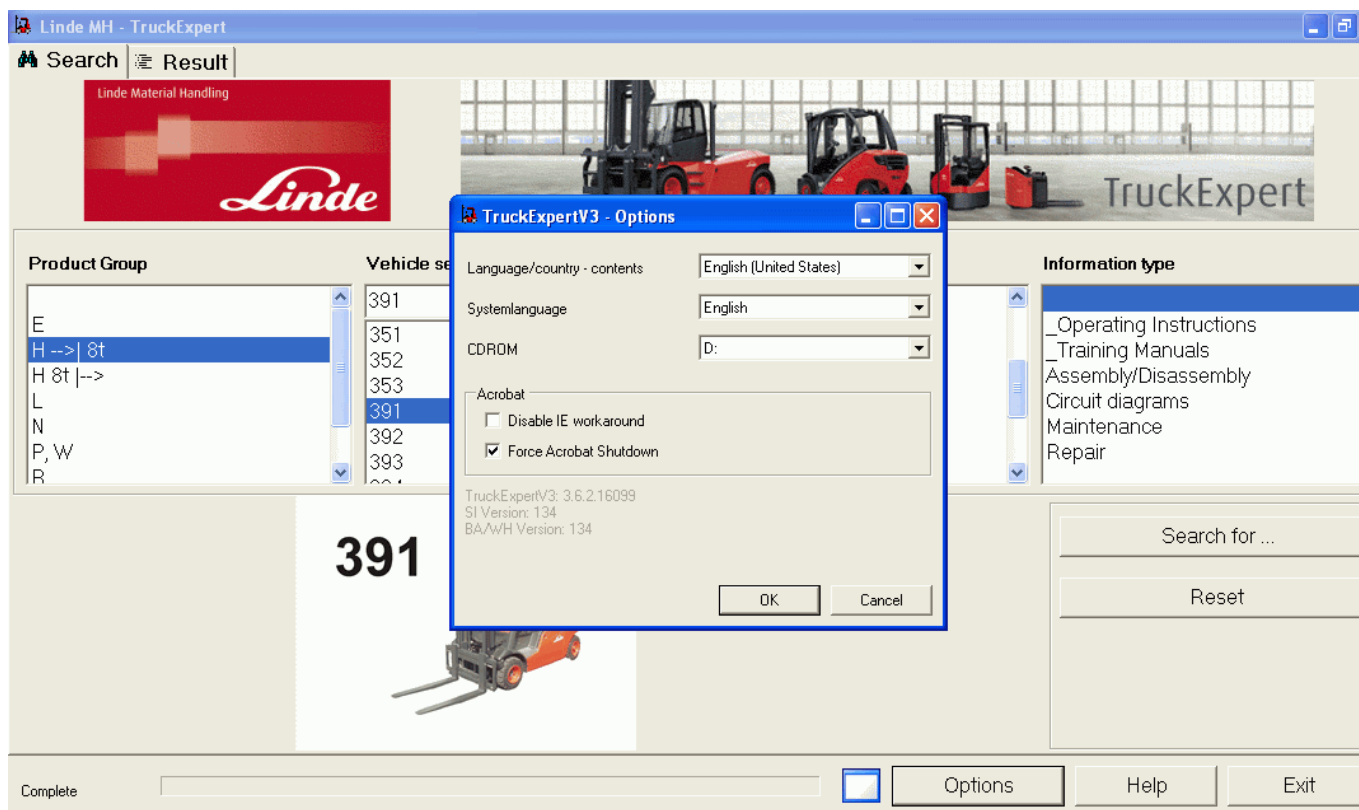 Linde MH - TruckExpert
Search
Result
Linde Material Handling
Linde
TruckExpert
TruckExpertV3 - Options
Language/country - contents
English (United States)
Systemlanguage
English
CDROM
D:
Acrobat
Disable IE workaround
Force Acrobat Shutdown
TruckExpertV3: 3.6.2.16099
SI Version: 134
BA/WH Version: 134
OK
Cancel
Product Group
E
H -->| 8t
H 8t |-->
L
N
P, W
R
Vehicle se
391
351
352
353
391
392
393
Information type
_Operating Instructions
_Training Manuals
Assembly/Disassembly
Circuit diagrams
Maintenance
Repair
391
Search for ...
Reset
Complete
Options
Help
Exit